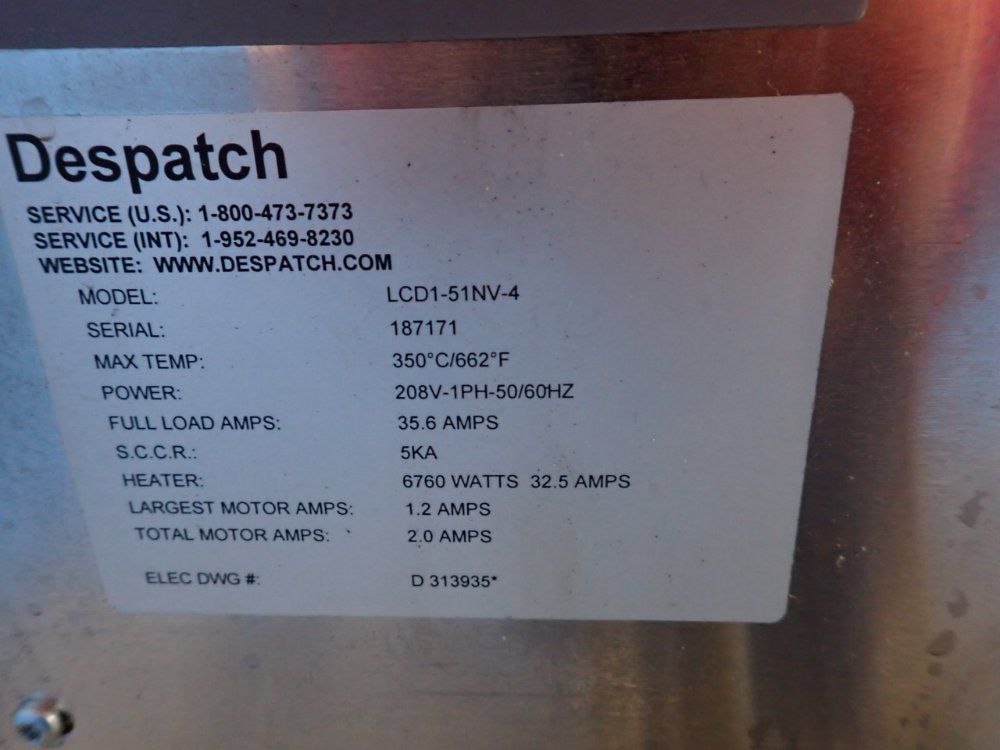 Despatch
SERVICE (U.S.): 1-800-473-7373
SERVICE (INT): 1-952-469-8230
WEBSITE: WWW.DESPATCH.COM
MODEL: LCD1-51NV-4
SERIAL: 187171
MAX TEMP: 350°C/662°F
POWER: 208V-1PH-50/60HZ
FULL LOAD AMPS: 35.6 AMPS
S.C.C.R.: 5KA
HEATER: 6760 WATTS 32.5 AMPS
LARGEST MOTOR AMPS: 1.2 AMPS
TOTAL MOTOR AMPS: 2.0 AMPS
ELEC DWG #: D 313935*